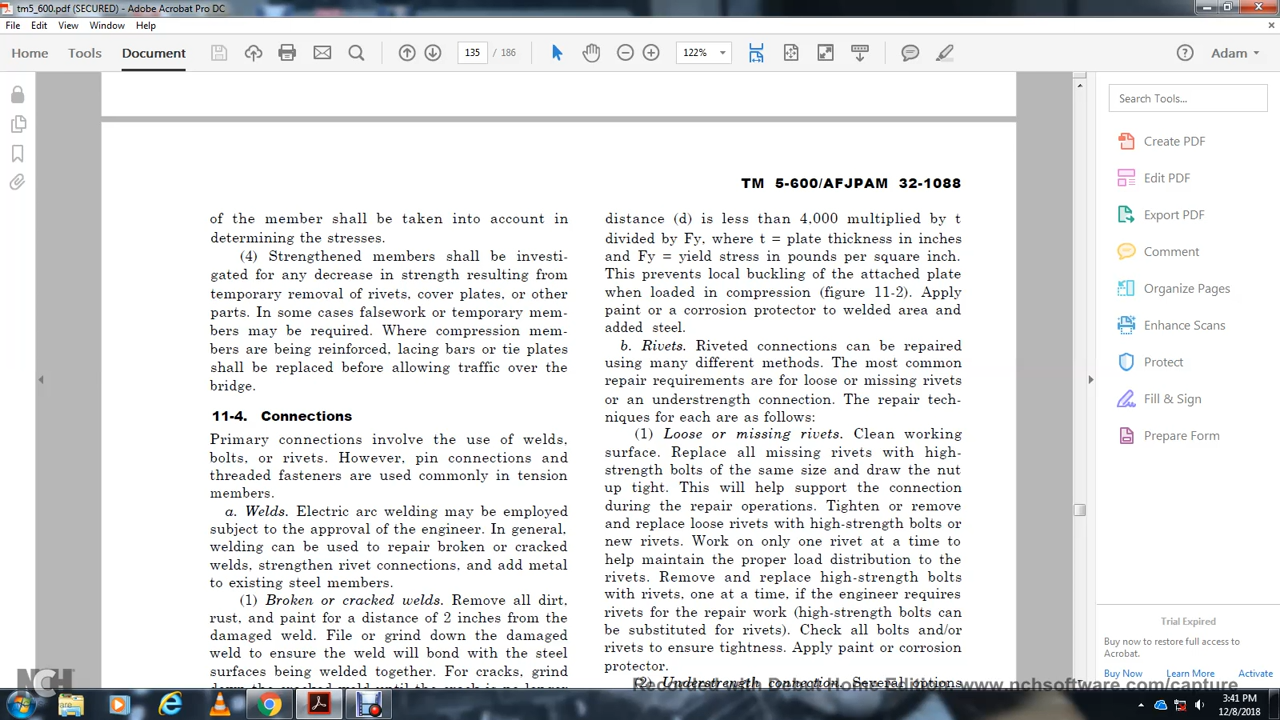 tm5_600.pdf (SECURED) - Adobe Acrobat Pro DC
File Edit View Window Help
Home Tools Document 135 / 186 122% Adam
TM 5-600/AFJPAM 32-1088
of the member shall be taken into account in
determining the stresses.
(4) Strengthened members shall be investi-
gated for any decrease in strength resulting from
temporary removal of rivets, cover plates, or other
parts. In some cases falsework or temporary mem-
bers may be required. Where compression mem-
bers are being reinforced, lacing bars or tie plates
shall be replaced before allowing traffic over the
bridge.
11-4. Connections
Primary connections involve the use of welds,
bolts, or rivets. However, pin connections and
threaded fasteners are used commonly in tension
members.
a. Welds. Electric arc welding may be employed
subject to the approval of the engineer. In general,
welding can be used to repair broken or cracked
welds, strengthen rivet connections, and add metal
to existing steel members.
(1) Broken or cracked welds. Remove all dirt,
rust, and paint for a distance of 2 inches from the
damaged weld. File or grind down the damaged
weld to ensure the weld will bond with the steel
surfaces being welded together. For cracks, grind
distance (d) is less than 4,000 multiplied by t
divided by Fy, where t = plate thickness in inches
and Fy = yield stress in pounds per square inch.
This prevents local buckling of the attached plate
when loaded in compression (figure 11-2). Apply
paint or a corrosion protector to welded area and
added steel.
b. Rivets. Riveted connections can be repaired
using many different methods. The most common
repair requirements are for loose or missing rivets
or an understrength connection. The repair tech-
niques for each are as follows:
(1) Loose or missing rivets. Clean working
surface. Replace all missing rivets with high-
strength bolts of the same size and draw the nut
up tight. This will help support the connection
during the repair operations. Tighten or remove
and replace loose rivets with high-strength bolts or
new rivets. Work on only one rivet at a time to
help maintain the proper load distribution to the
rivets. Remove and replace high-strength bolts
with rivets, one at a time, if the engineer requires
rivets for the repair work (high-strength bolts can
be substituted for rivets). Check all bolts and/or
rivets to ensure tightness. Apply paint or corrosion
protector.
(2) Understrength connection. Several options
Search Tools...
Create PDF
Edit PDF
Export PDF
Comment
Organize Pages
Enhance Scans
Protect
Fill & Sign
Prepare Form
Trial Expired
Buy now to restore full access to
Acrobat.
Buy Now Learn More Activate
NCH
Recorded with Debut Home Edition www.nchsoftware.com/capture
3:41 PM
12/8/2018